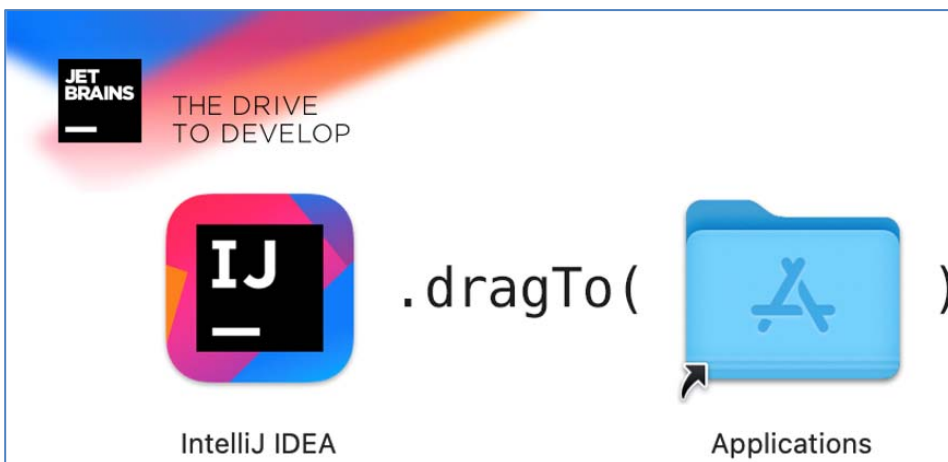 JET
BRAINS
THE DRIVE
TO DEVELOP
IJ
.dragTo( )
IntelliJ IDEA
Applications